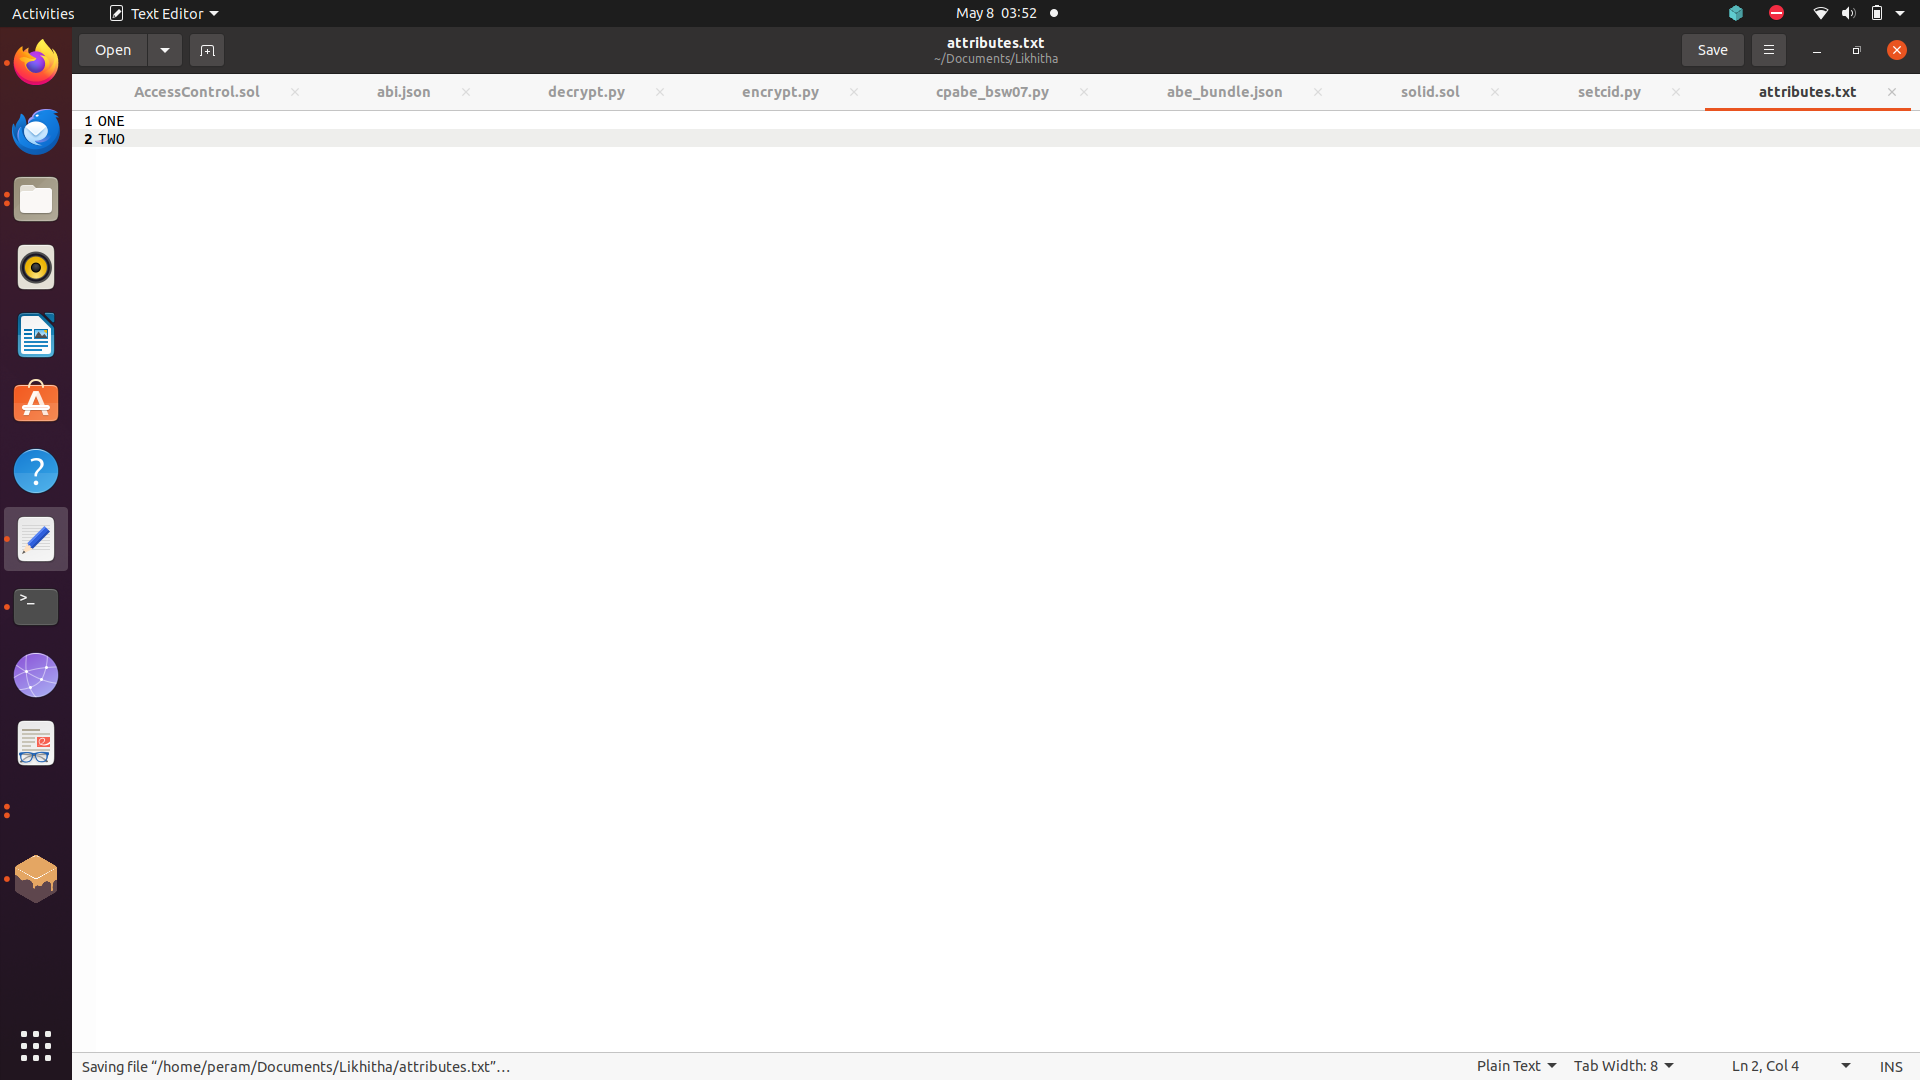 Activities Text Editor May 8 03:52
Open attributes.txt Save
~/Documents/Likhitha
AccessControl.sol abi.json decrypt.py encrypt.py cpabe_bsw07.py abe_bundle.json solid.sol setcid.py attributes.txt
1 ONE
2 TWO
Saving file “/home/peram/Documents/Likhitha/attributes.txt”… Plain Text Tab Width: 8 Ln 2, Col 4 INS